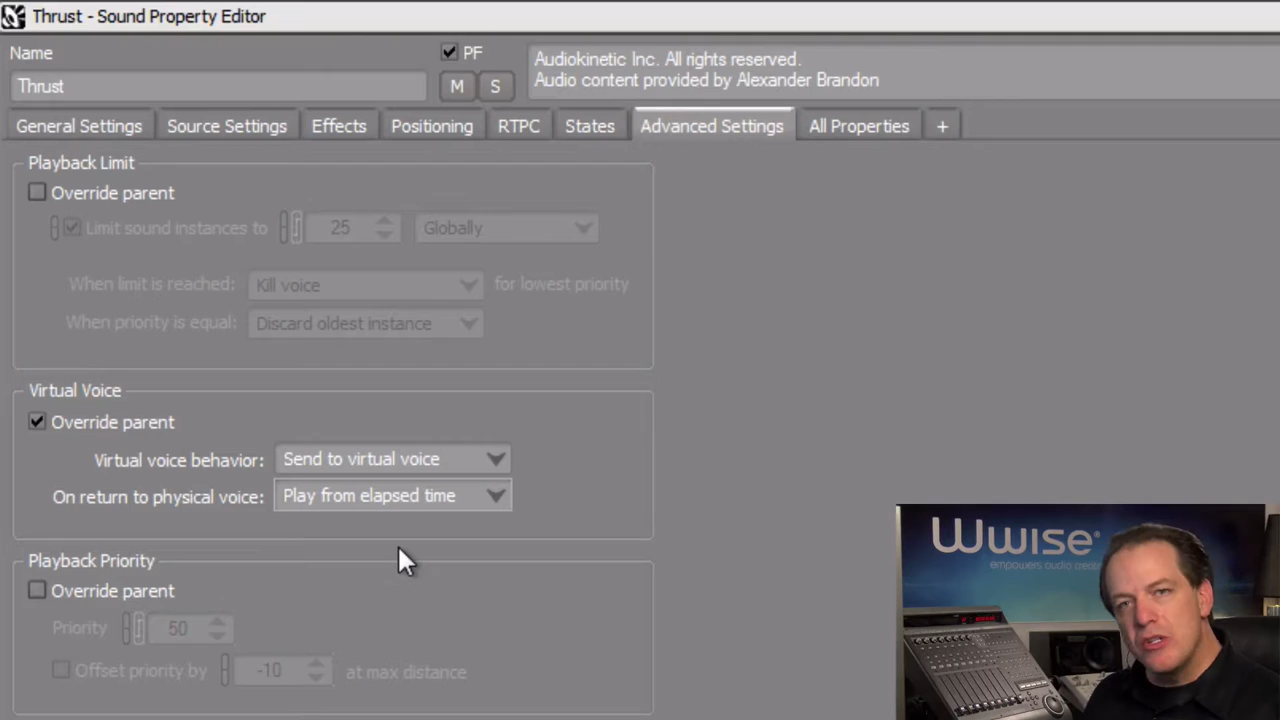 Thrust - Sound Property Editor
Name
PF
Audiokinetic Inc. All rights reserved.
Audio content provided by Alexander Brandon
Thrust
M S
General Settings Source Settings Effects Positioning RTPC States Advanced Settings All Properties +
Playback Limit
Override parent
Limit sound instances to 25 Globally
When limit is reached: Kill voice for lowest priority
When priority is equal: Discard oldest instance
Virtual Voice
Override parent
Virtual voice behavior: Send to virtual voice
On return to physical voice: Play from elapsed time
Playback Priority
Override parent
Priority 50
Offset priority by -10 at max distance
Wwise
empowers audio